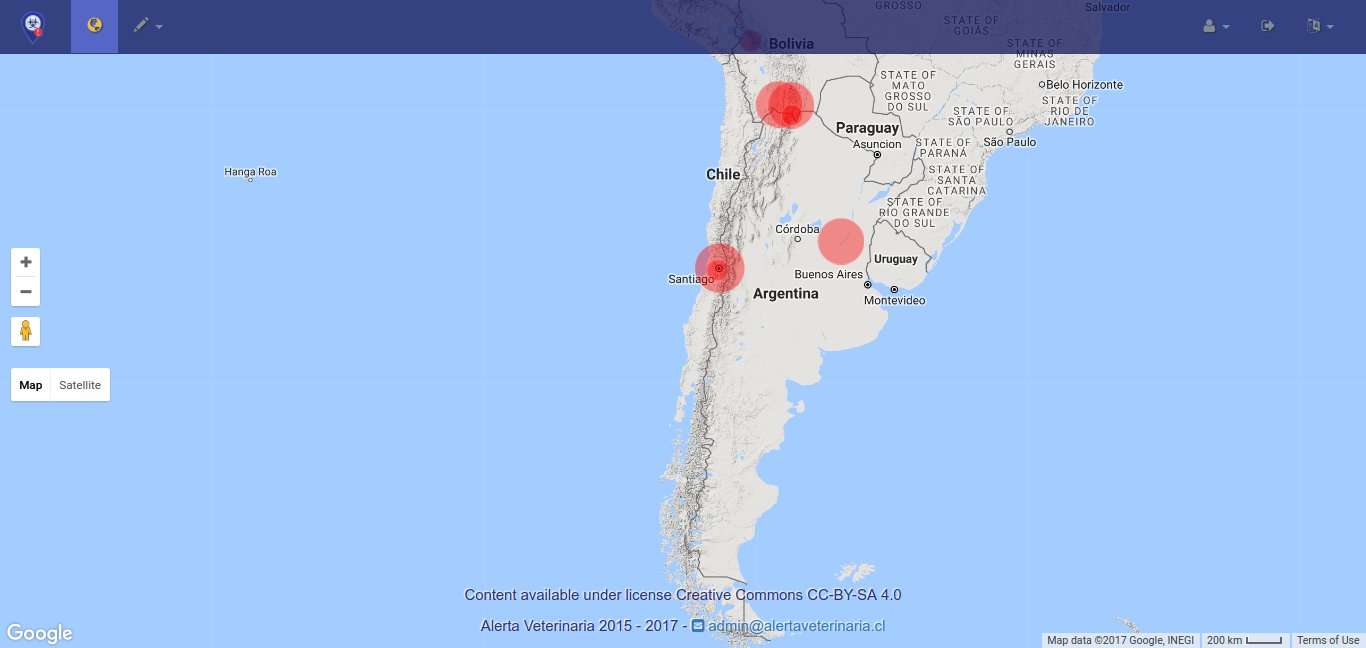 GROSSO
Salvador
STATE OF
GOIÁS
Bolivia
STATE OF
MINAS
GERAIS
STATE OF
MATO
GROSSO
DO SUL
Belo Horizonte
STATE OF
RIO DE
JANEIRO
STATE OF
SÃO PAULO
Paraguay
Asuncion
São Paulo
STATE OF
PARANÁ
Hanga Roa
Chile
STATE OF
SANTA
CATARINA
STATE OF
RIO GRANDE
DO SUL
Córdoba
Uruguay
Santiago
Buenos Aires
Argentina
Montevideo
Map
Satellite
Content available under license Creative Commons CC-BY-SA 4.0
Alerta Veterinaria 2015 - 2017 - admin@alertaveterinaria.cl
Google
Map data ©2017 Google, INEGI
200 km
Terms of Use